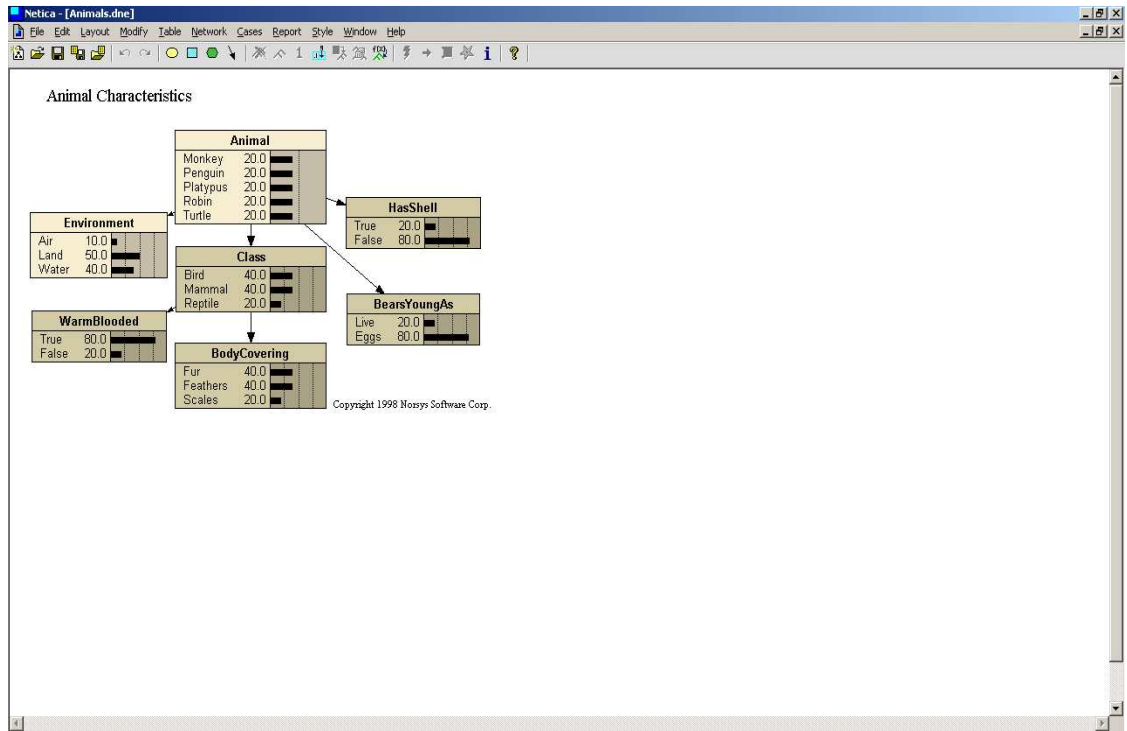 Netica - [Animals.dne]
File Edit Layout Modify Table Network Cases Report Style Window Help
Animal Characteristics
Animal
Monkey 20.0
Penguin 20.0
Platypus 20.0
Robin 20.0
Turtle 20.0
HasShell
True 20.0
False 80.0
Environment
Air 10.0
Land 50.0
Water 40.0
Class
Bird 40.0
Mammal 40.0
Reptile 20.0
BearsYoungAs
Live 20.0
Eggs 80.0
WarmBlooded
True 80.0
False 20.0
BodyCovering
Fur 40.0
Feathers 40.0
Scales 20.0
Copyright 1998 Norsys Software Corp.